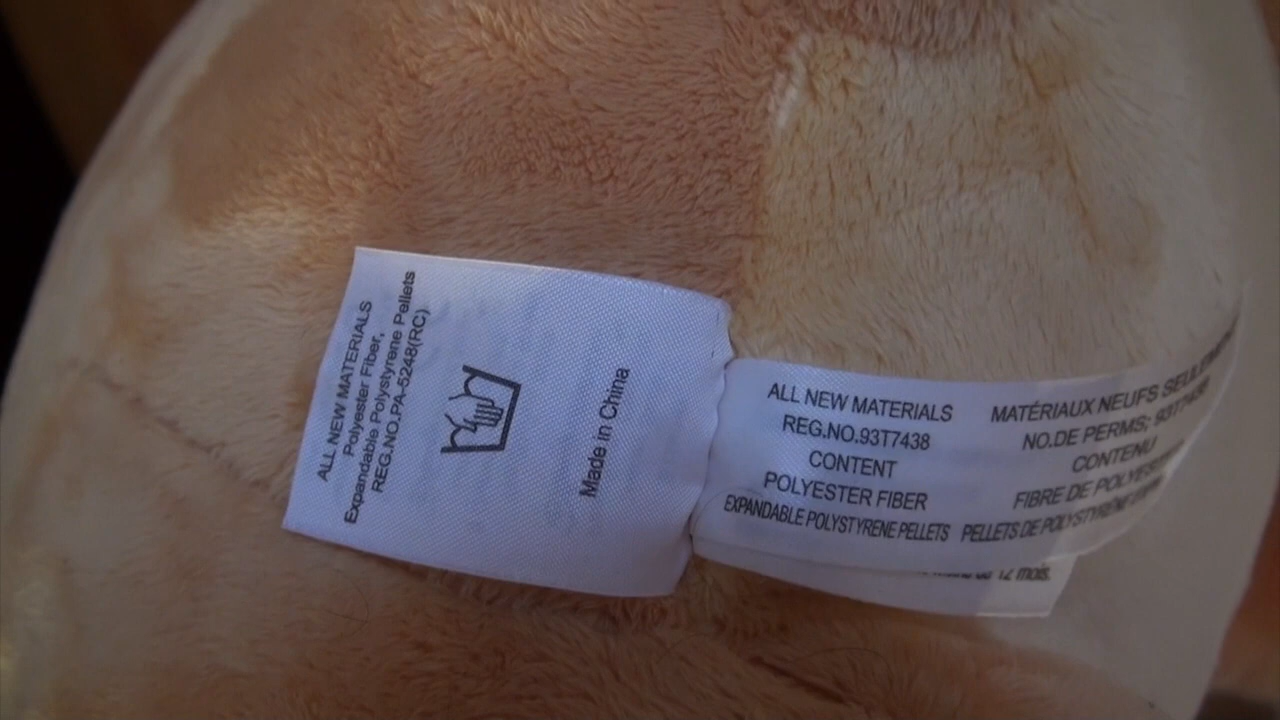 ALL NEW MATERIALS
Polyester Fiber,
Expandable Polystyrene Pellets
REG.NO.PA-5248(RC)
Made in China
ALL NEW MATERIALS
REG.NO.93T7438
CONTENT
POLYESTER FIBER
EXPANDABLE POLYSTYRENE PELLETS
MATÉRIAUX NEUFS
NO.DE PERMS;
CONTENU
FIBRE DE
PELLETS DE
12 mois.